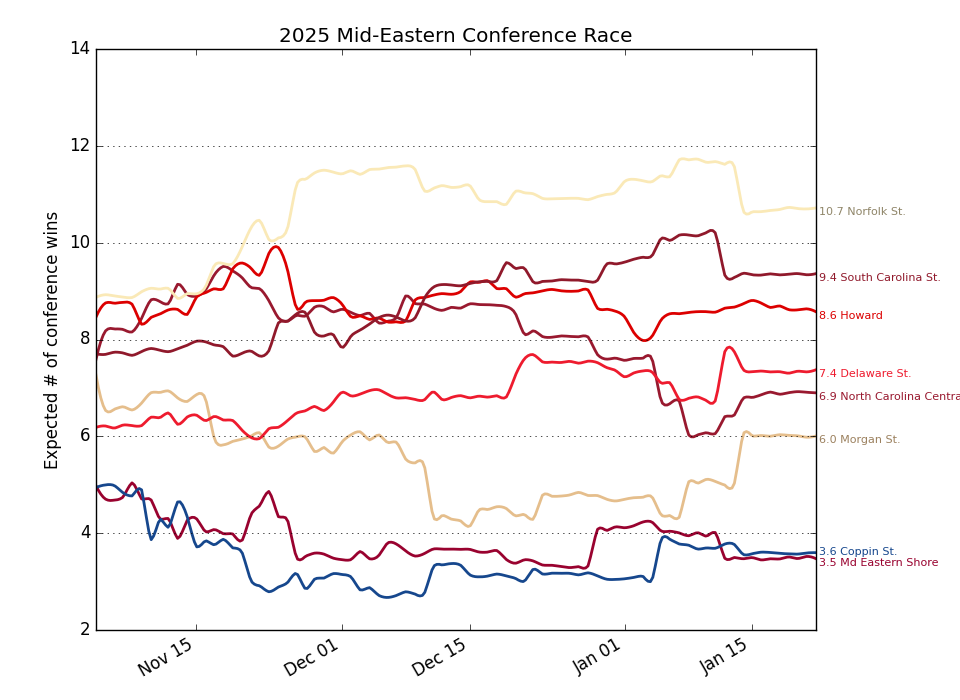 2025 Mid-Eastern Conference Race
Expected # of conference wins
14
12
10
8
6
4
2
Nov 15
Dec 01
Dec 15
Jan 01
Jan 15
10.7 Norfolk St.
9.4 South Carolina St.
8.6 Howard
7.4 Delaware St.
6.9 North Carolina Centra
6.0 Morgan St.
3.6 Coppin St.
3.5 Md Eastern Shore